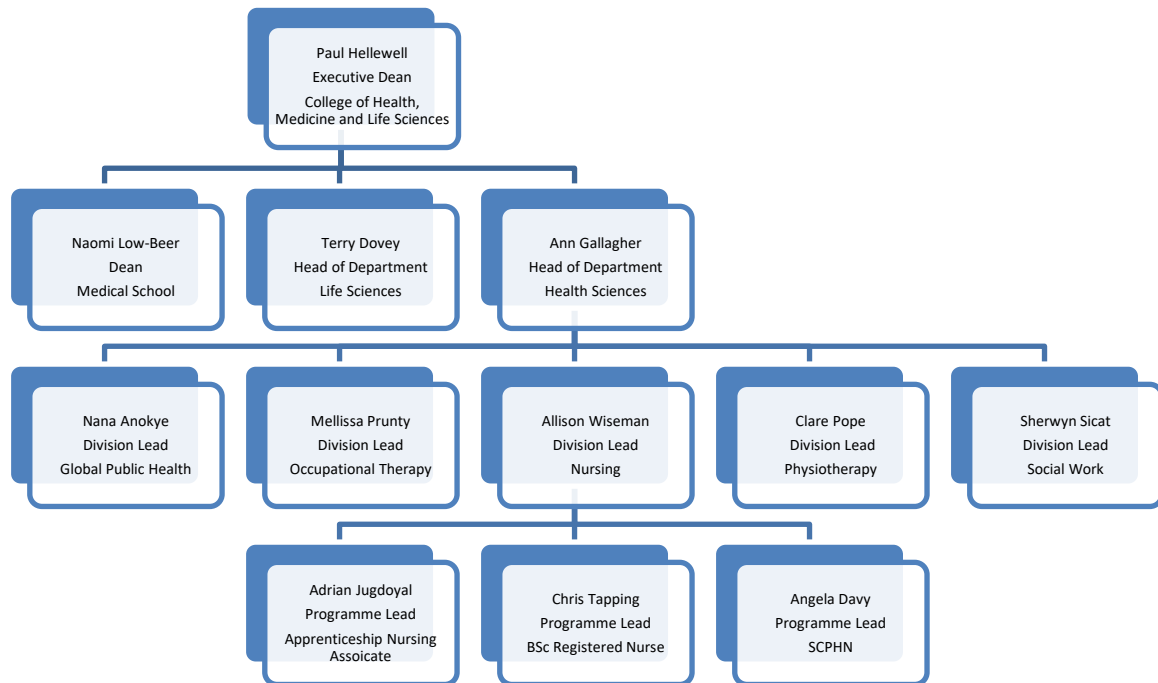 Paul Hellewell
Executive Dean
College of Health,
Medicine and Life Sciences
Naomi Low-Beer
Dean
Medical School
Terry Dovey
Head of Department
Life Sciences
Ann Gallagher
Head of Department
Health Sciences
Nana Anokye
Division Lead
Global Public Health
Mellissa Prunty
Division Lead
Occupational Therapy
Allison Wiseman
Division Lead
Nursing
Clare Pope
Division Lead
Physiotherapy
Sherwyn Sicat
Division Lead
Social Work
Adrian Jugdoyal
Programme Lead
Apprenticeship Nursing
Assoicate
Chris Tapping
Programme Lead
BSc Registered Nurse
Angela Davy
Programme Lead
SCPHN